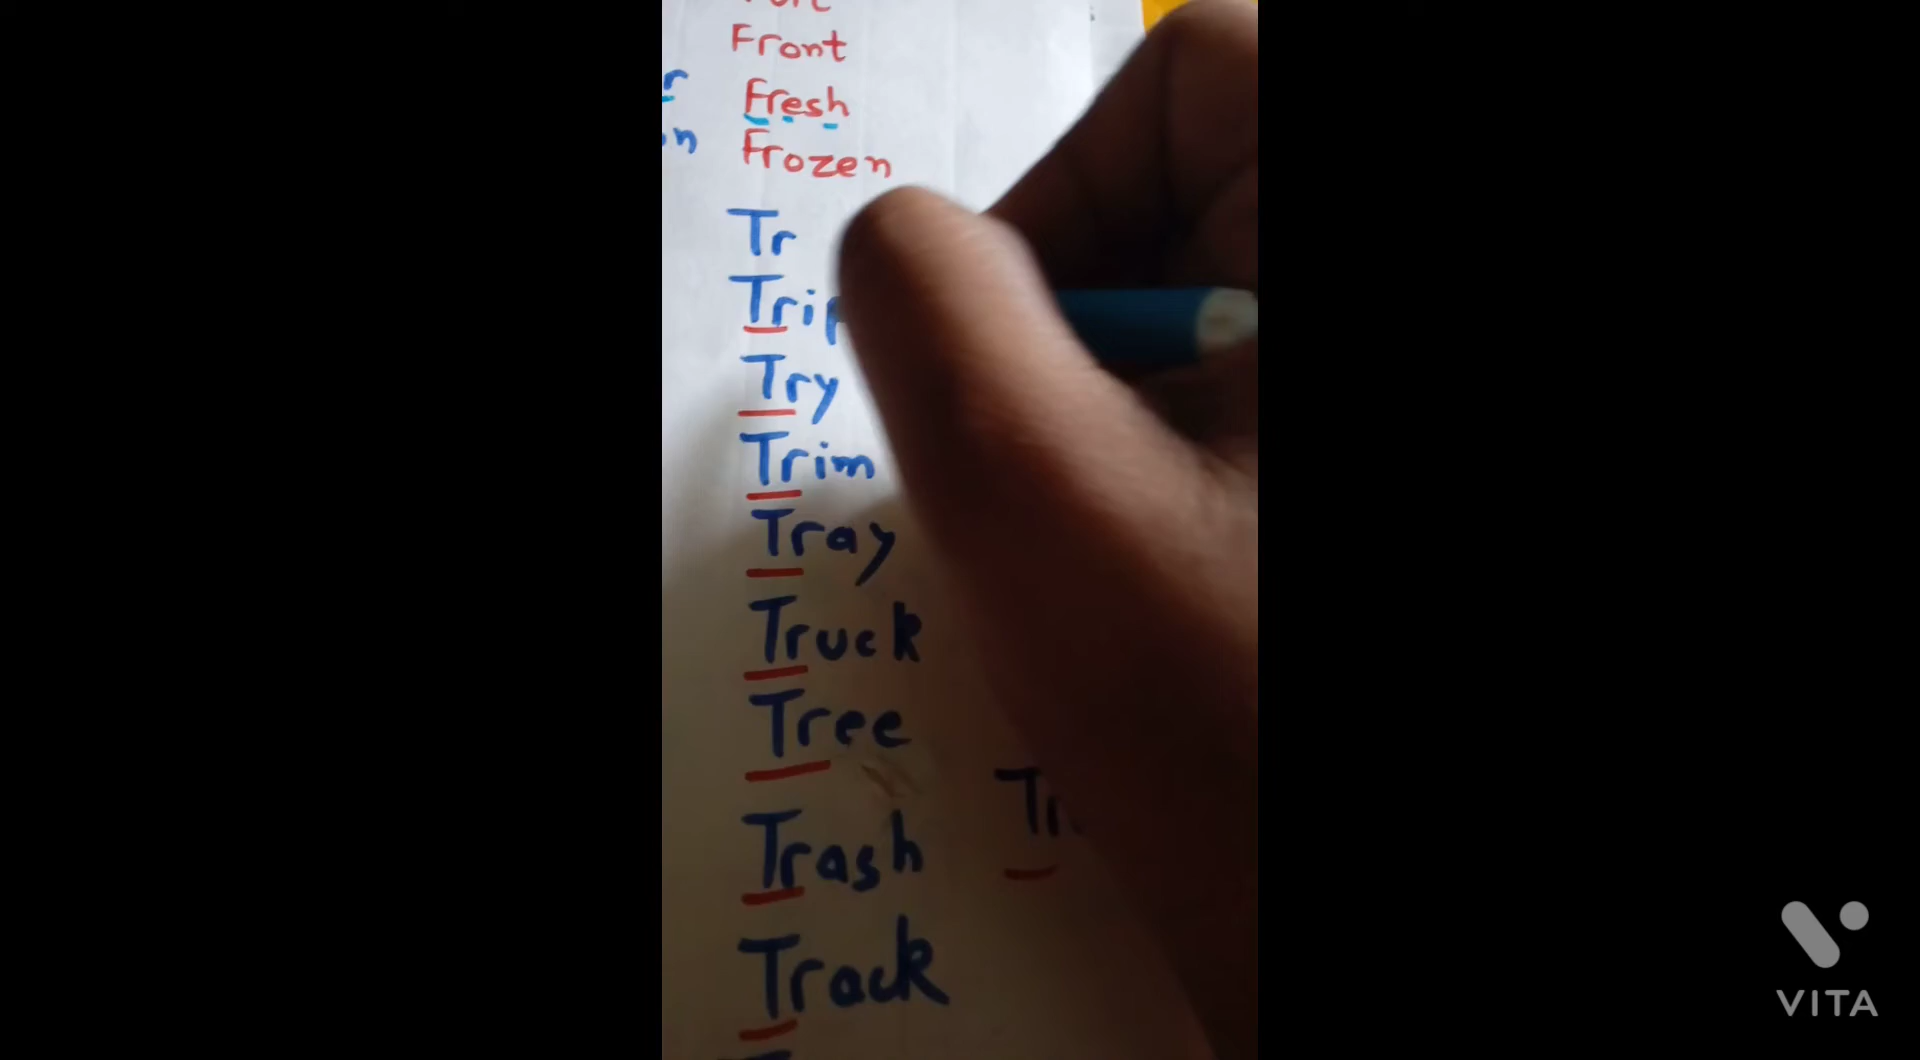 Front
Fresh
Frozen
Tr
Trip
Try
Trim
Tray
Truck
Tree
Trash
Track
VITA